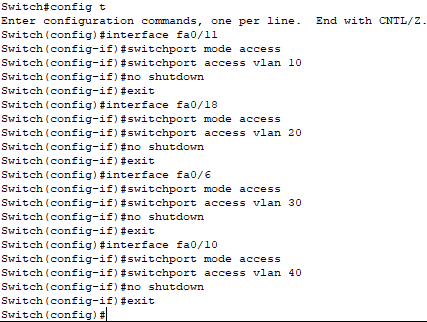 Switch#config t
Enter configuration commands, one per line.  End with CNTL/Z.
Switch(config)#interface fa0/11
Switch(config-if)#switchport mode access
Switch(config-if)#switchport access vlan 10
Switch(config-if)#no shutdown
Switch(config-if)#exit
Switch(config)#interface fa0/18
Switch(config-if)#switchport mode access
Switch(config-if)#switchport access vlan 20
Switch(config-if)#no shutdown
Switch(config-if)#exit
Switch(config)#interface fa0/6
Switch(config-if)#switchport mode access
Switch(config-if)#switchport access vlan 30
Switch(config-if)#no shutdown
Switch(config-if)#exit
Switch(config)#interface fa0/10
Switch(config-if)#switchport mode access
Switch(config-if)#switchport access vlan 40
Switch(config-if)#no shutdown
Switch(config-if)#exit
Switch(config)#